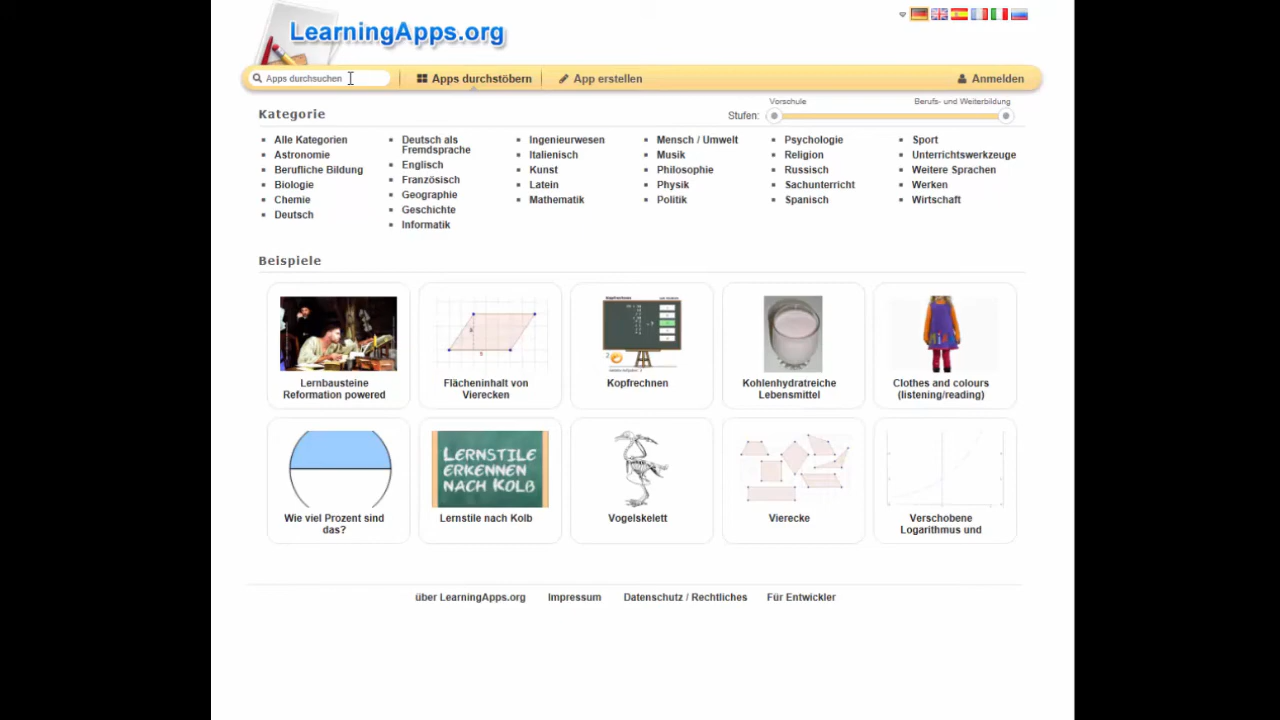 LearningApps.org
Apps durchsuchen
Apps durchstöbern
App erstellen
Anmelden
Kategorie
Stufen:
Vorschule
Berufs- und Weiterbildung
Alle Kategorien
Astronomie
Berufliche Bildung
Biologie
Chemie
Deutsch
Deutsch als
Fremdsprache
Englisch
Französisch
Geographie
Geschichte
Informatik
Ingenieurwesen
Italienisch
Kunst
Latein
Mathematik
Mensch / Umwelt
Musik
Philosophie
Physik
Politik
Psychologie
Religion
Russisch
Sachunterricht
Spanisch
Sport
Unterrichtswerkzeuge
Weitere Sprachen
Werken
Wirtschaft
Beispiele
Lernbausteine
Reformation powered
Flächeninhalt von
Vierecken
Kopfrechnen
Kohlenhydratreiche
Lebensmittel
Clothes and colours
(listening/reading)
Wie viel Prozent sind
das?
LERNSTILE
ERKENNEN
NACH KOLB
Lernstile nach Kolb
Vogelskelett
Vierecke
Verschobene
Logarithmus und
über LearningApps.org
Impressum
Datenschutz / Rechtliches
Für Entwickler